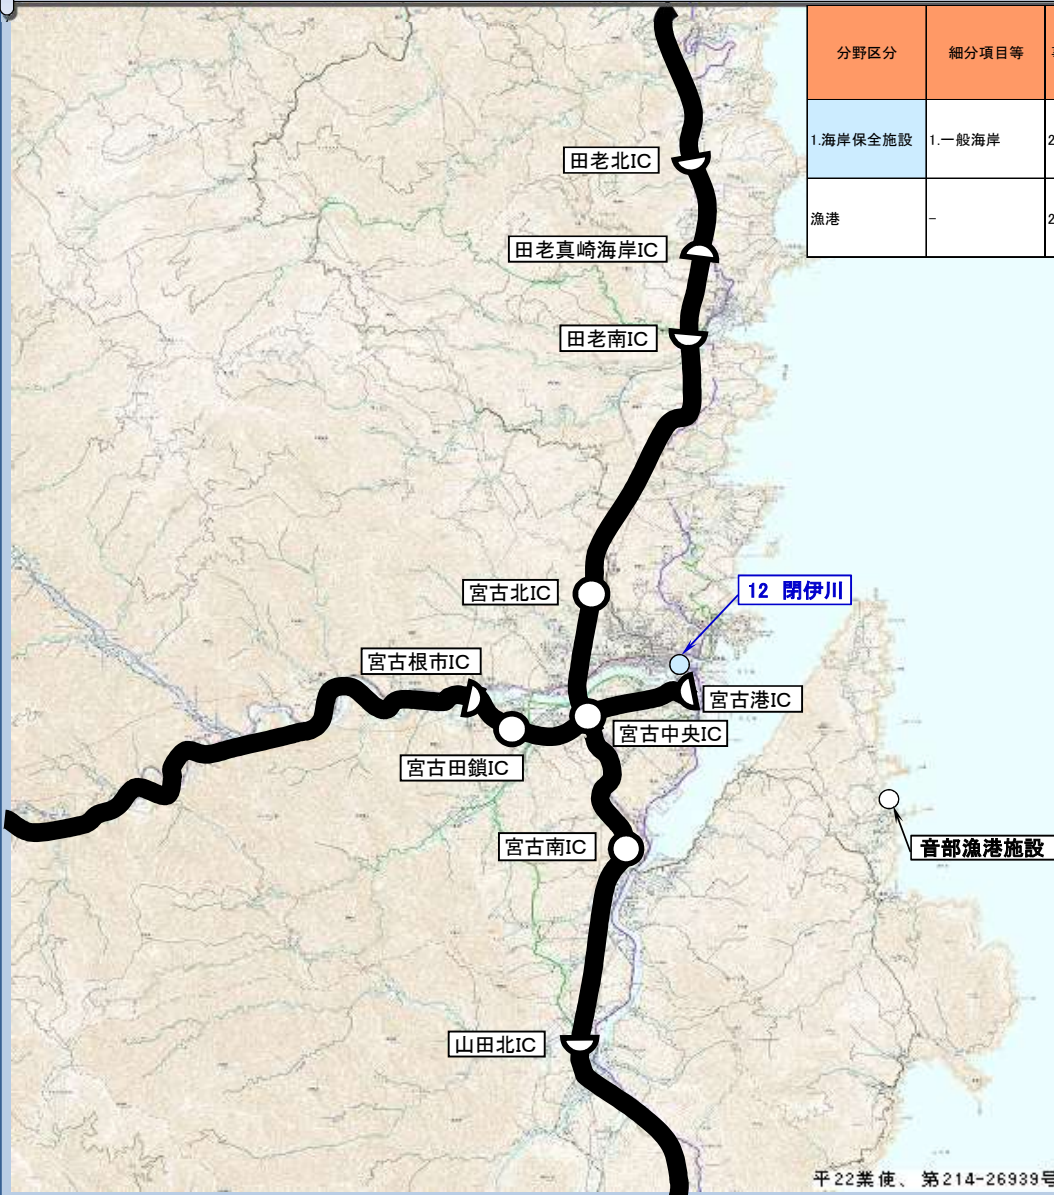 分野区分 細分項目等
1.海岸保全施設 1.一般海岸 2
漁港 - 2
田老北IC
田老真崎海岸IC
田老南IC
宮古北IC
12 閉伊川
宮古根市IC
宮古港IC
宮古中央IC
宮古田鎖IC
宮古南IC
音部漁港施設
山田北IC
平22業使、第214-26939号